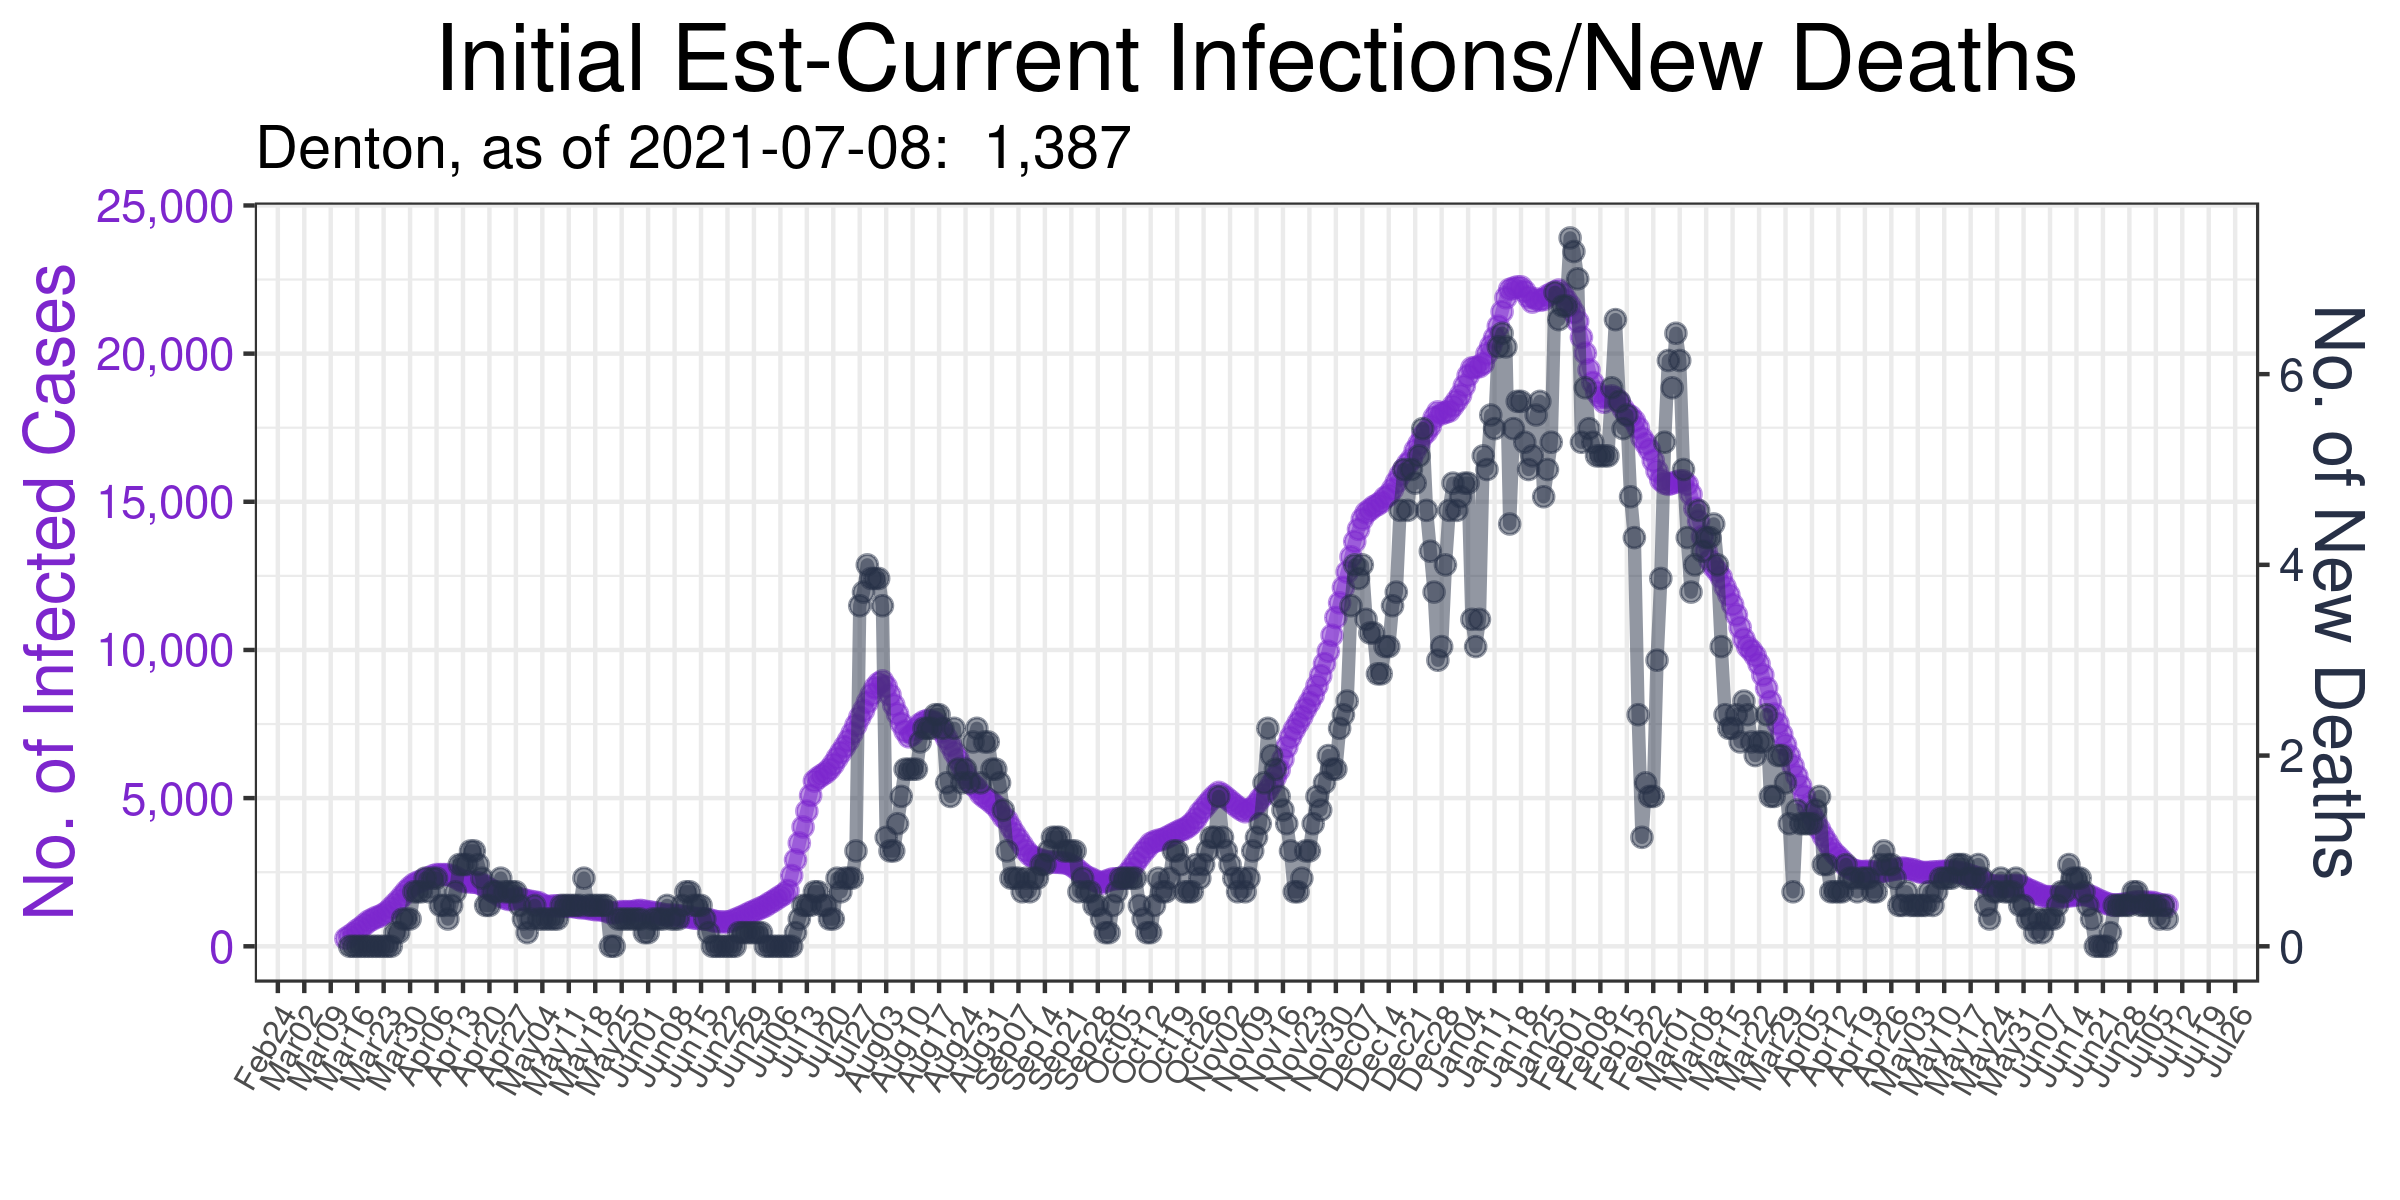 Initial Est-Current Infections/New Deaths
Denton, as of 2021-07-08: 1,387
No. of Infected Cases
25,000
20,000
15,000
10,000
5,000
0
No. of New Deaths
6
4
2
0
Feb24
Mar02
Mar09
Mar16
Mar23
Mar30
Apr06
Apr13
Apr20
Apr27
May04
May11
May18
May25
Jun01
Jun08
Jun15
Jun22
Jun29
Jul06
Jul13
Jul20
Jul27
Aug03
Aug10
Aug17
Aug24
Aug31
Sep07
Sep14
Sep21
Sep28
Oct05
Oct12
Oct19
Oct26
Nov02
Nov09
Nov16
Nov23
Nov30
Dec07
Dec14
Dec21
Dec28
Dec04
Jan11
Jan18
Jan25
Feb01
Feb08
Feb15
Feb22
Mar01
Mar08
Mar15
Mar22
Mar29
Apr05
Apr12
Apr19
Apr26
May03
May10
May17
May24
May31
Jun07
Jun14
Jun21
Jun28
Jun05
Jul12
Jul19
Jul26